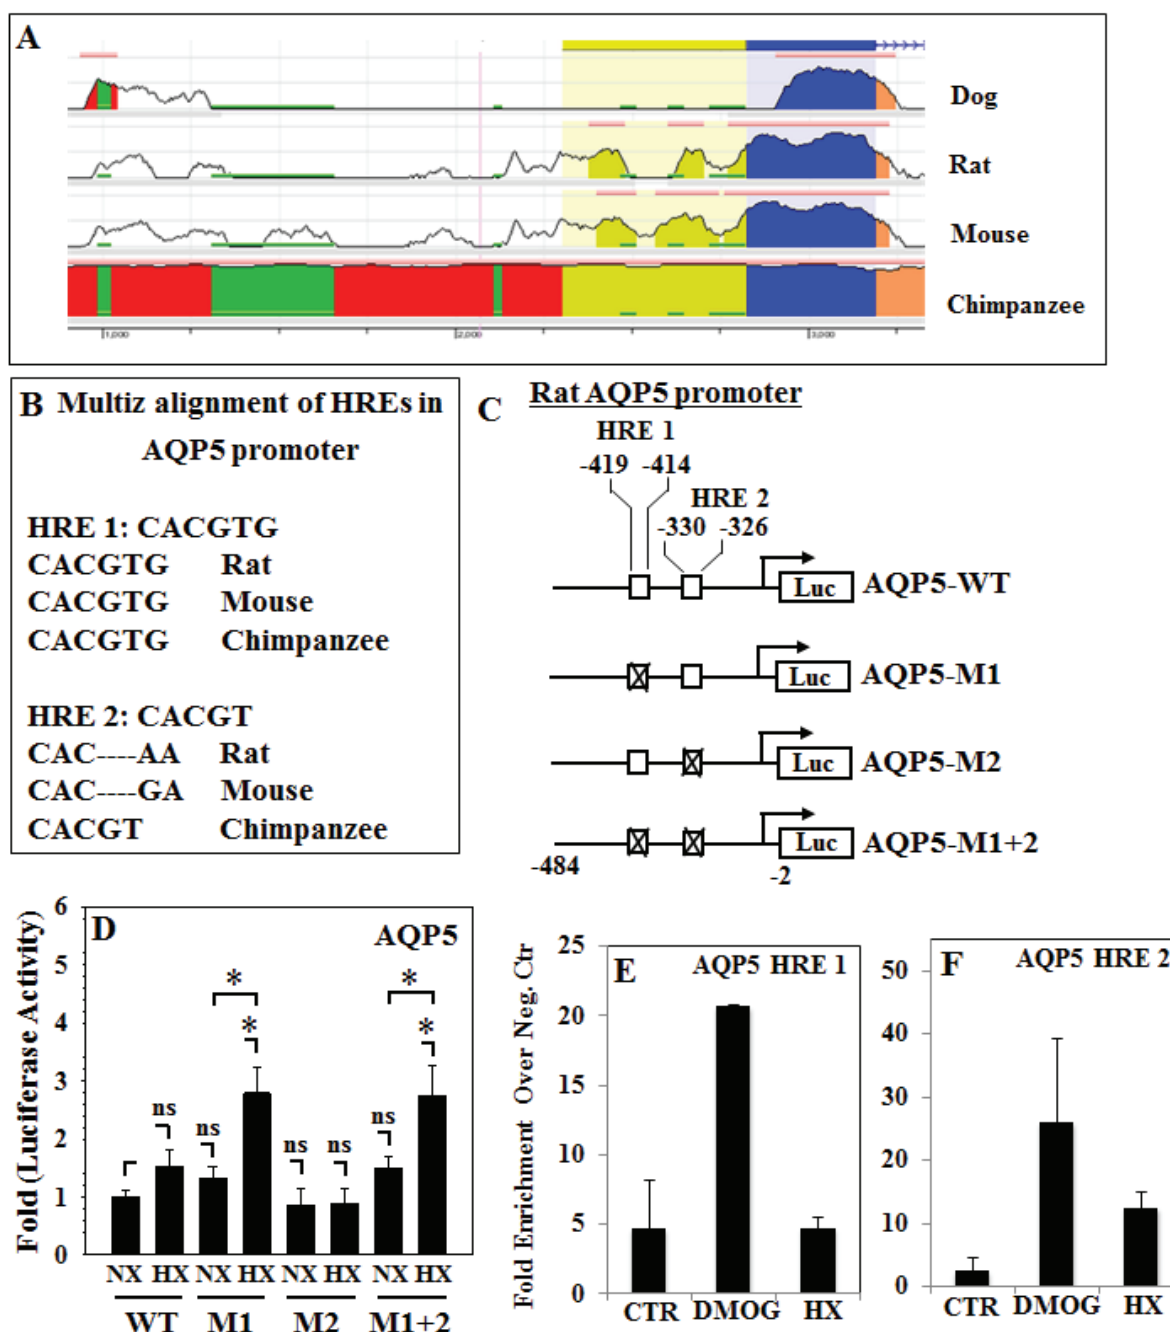 A
Dog
Rat
Mouse
Chimpanzee
1,000 2,000 3,000
B Multiz alignment of HREs in
AQP5 promoter
HRE 1: CACGTG
CACGTG Rat
CACGTG Mouse
CACGTG Chimpanzee
HRE 2: CACGT
CAC----AA Rat
CAC----GA Mouse
CACGT Chimpanzee
C Rat AQP5 promoter
HRE 1
-419 -414
HRE 2
-330 -326
Luc AQP5-WT
Luc AQP5-M1
Luc AQP5-M2
Luc AQP5-M1+2
-484 -2
D AQP5
Fold (Luciferase Activity)
6
5
4
3
2
1
0
* *
* *
ns ns ns ns ns
NX HX NX HX NX HX NX HX
WT M1 M2 M1+2
E AQP5 HRE 1
Fold Enrichment Over Neg. Ctr
25
20
15
10
5
0
CTR DMOG HX
F AQP5 HRE 2
50
40
30
20
10
0
CTR DMOG HX